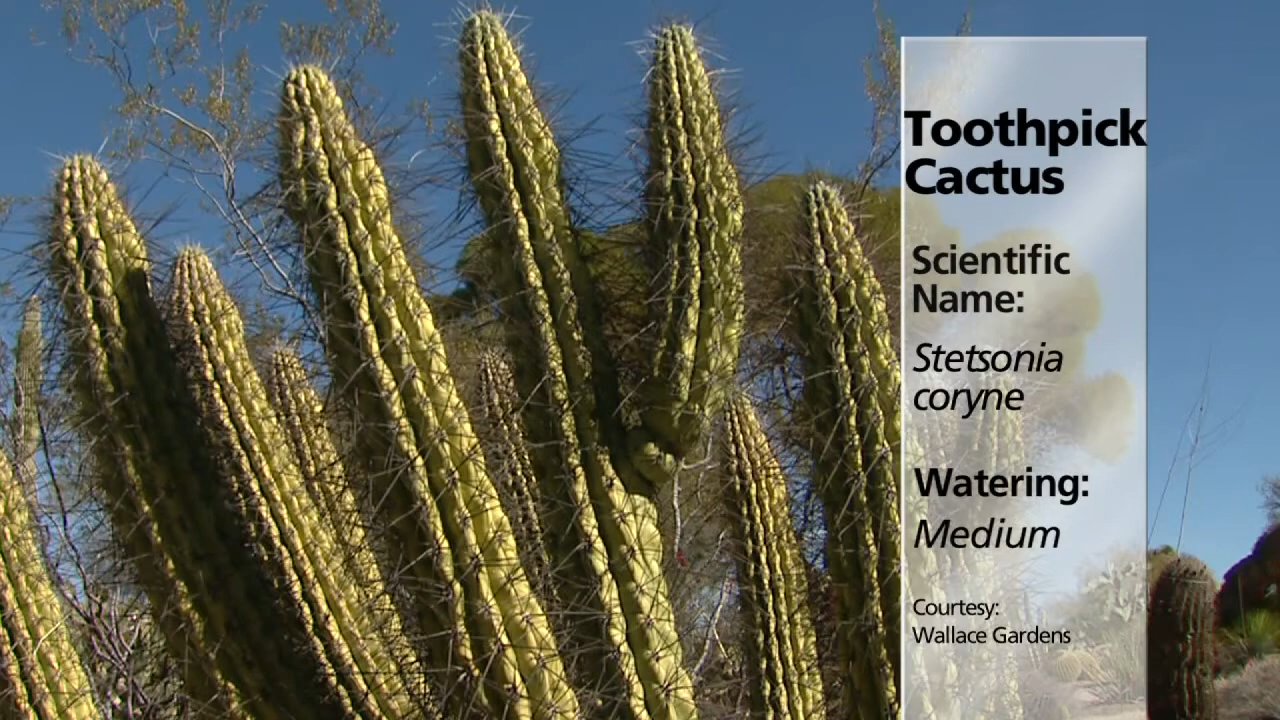 Toothpick
Cactus
Scientific
Name:
Stetsonia
coryne
Watering:
Medium
Courtesy:
Wallace Gardens